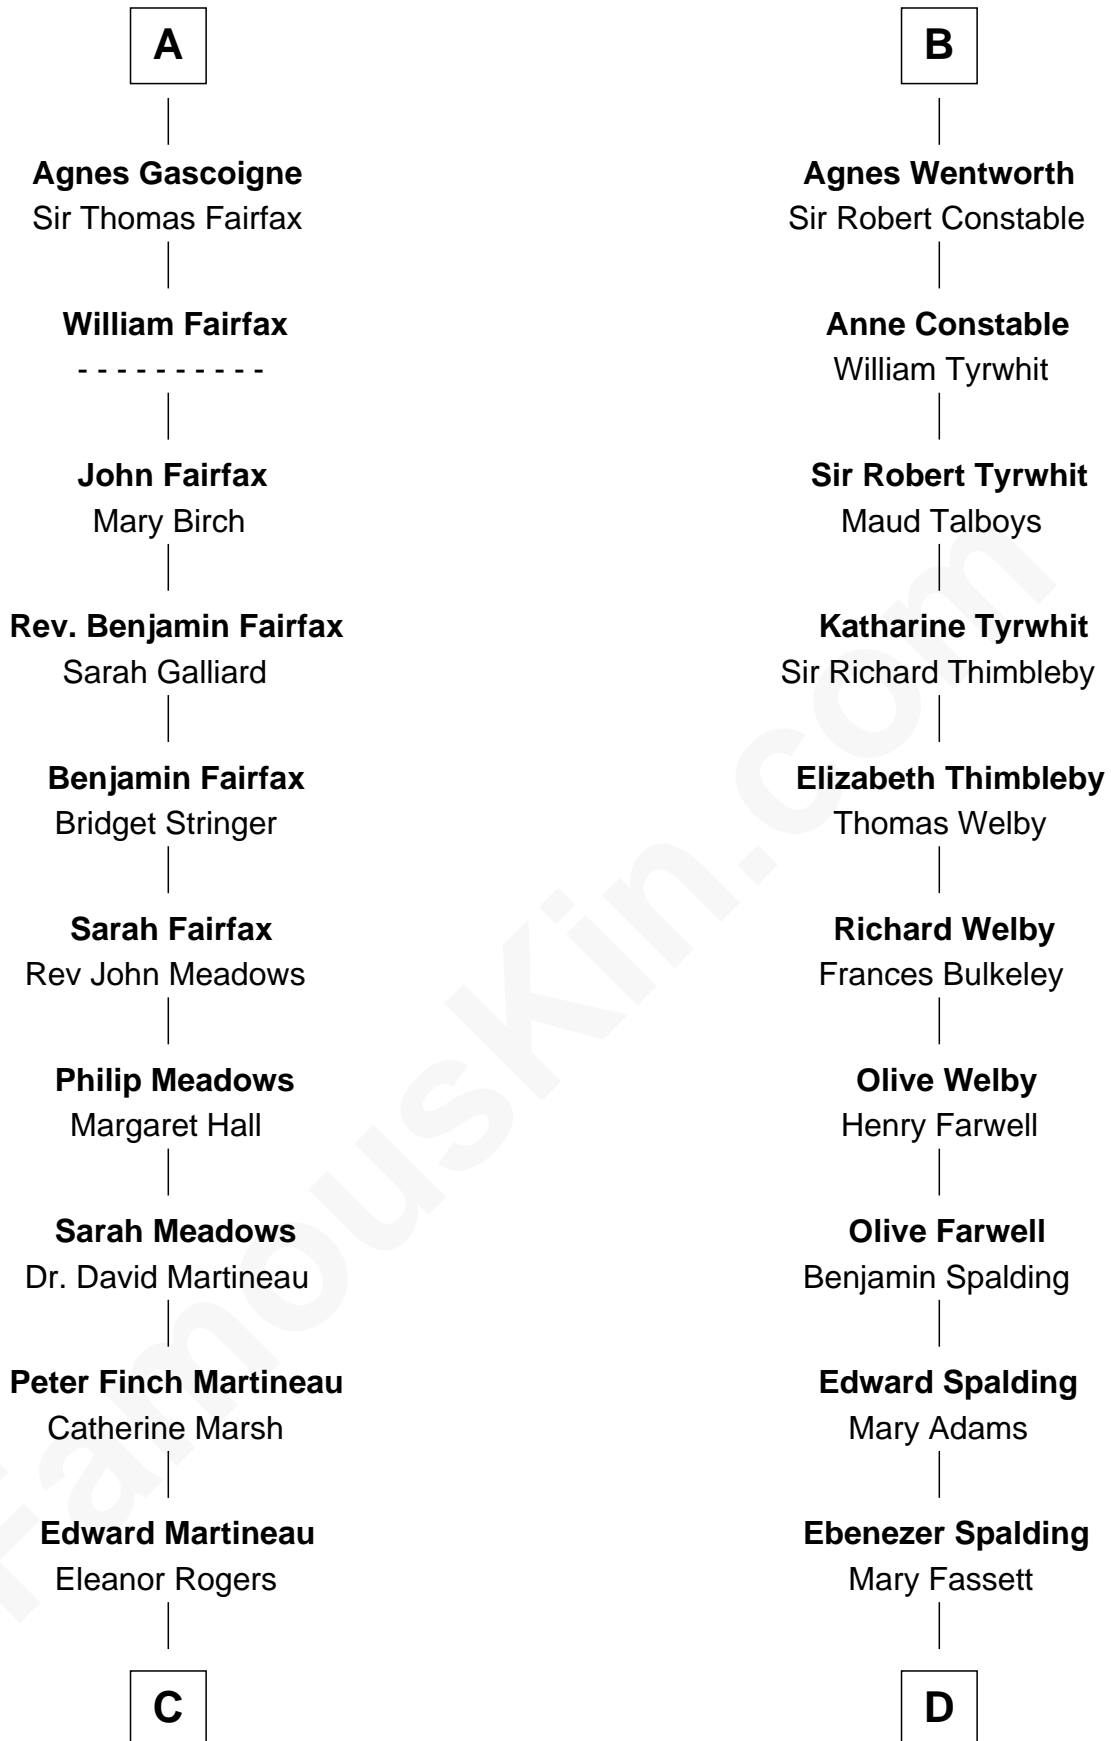 A
Agnes Gascoigne
Sir Thomas Fairfax
William Fairfax
- - - - - - - - - -
John Fairfax
Mary Birch
Rev. Benjamin Fairfax
Sarah Galliard
Benjamin Fairfax
Bridget Stringer
Sarah Fairfax
Rev John Meadows
Philip Meadows
Margaret Hall
Sarah Meadows
Dr. David Martineau
Peter Finch Martineau
Catherine Marsh
Edward Martineau
Eleanor Rogers
C
B
Agnes Wentworth
Sir Robert Constable
Anne Constable
William Tyrwhit
Sir Robert Tyrwhit
Maud Talboys
Katharine Tyrwhit
Sir Richard Thimbleby
Elizabeth Thimbleby
Thomas Welby
Richard Welby
Frances Bulkeley
Olive Welby
Henry Farwell
Olive Farwell
Benjamin Spalding
Edward Spalding
Mary Adams
Ebenezer Spalding
Mary Fassett
D
FamousKin.com